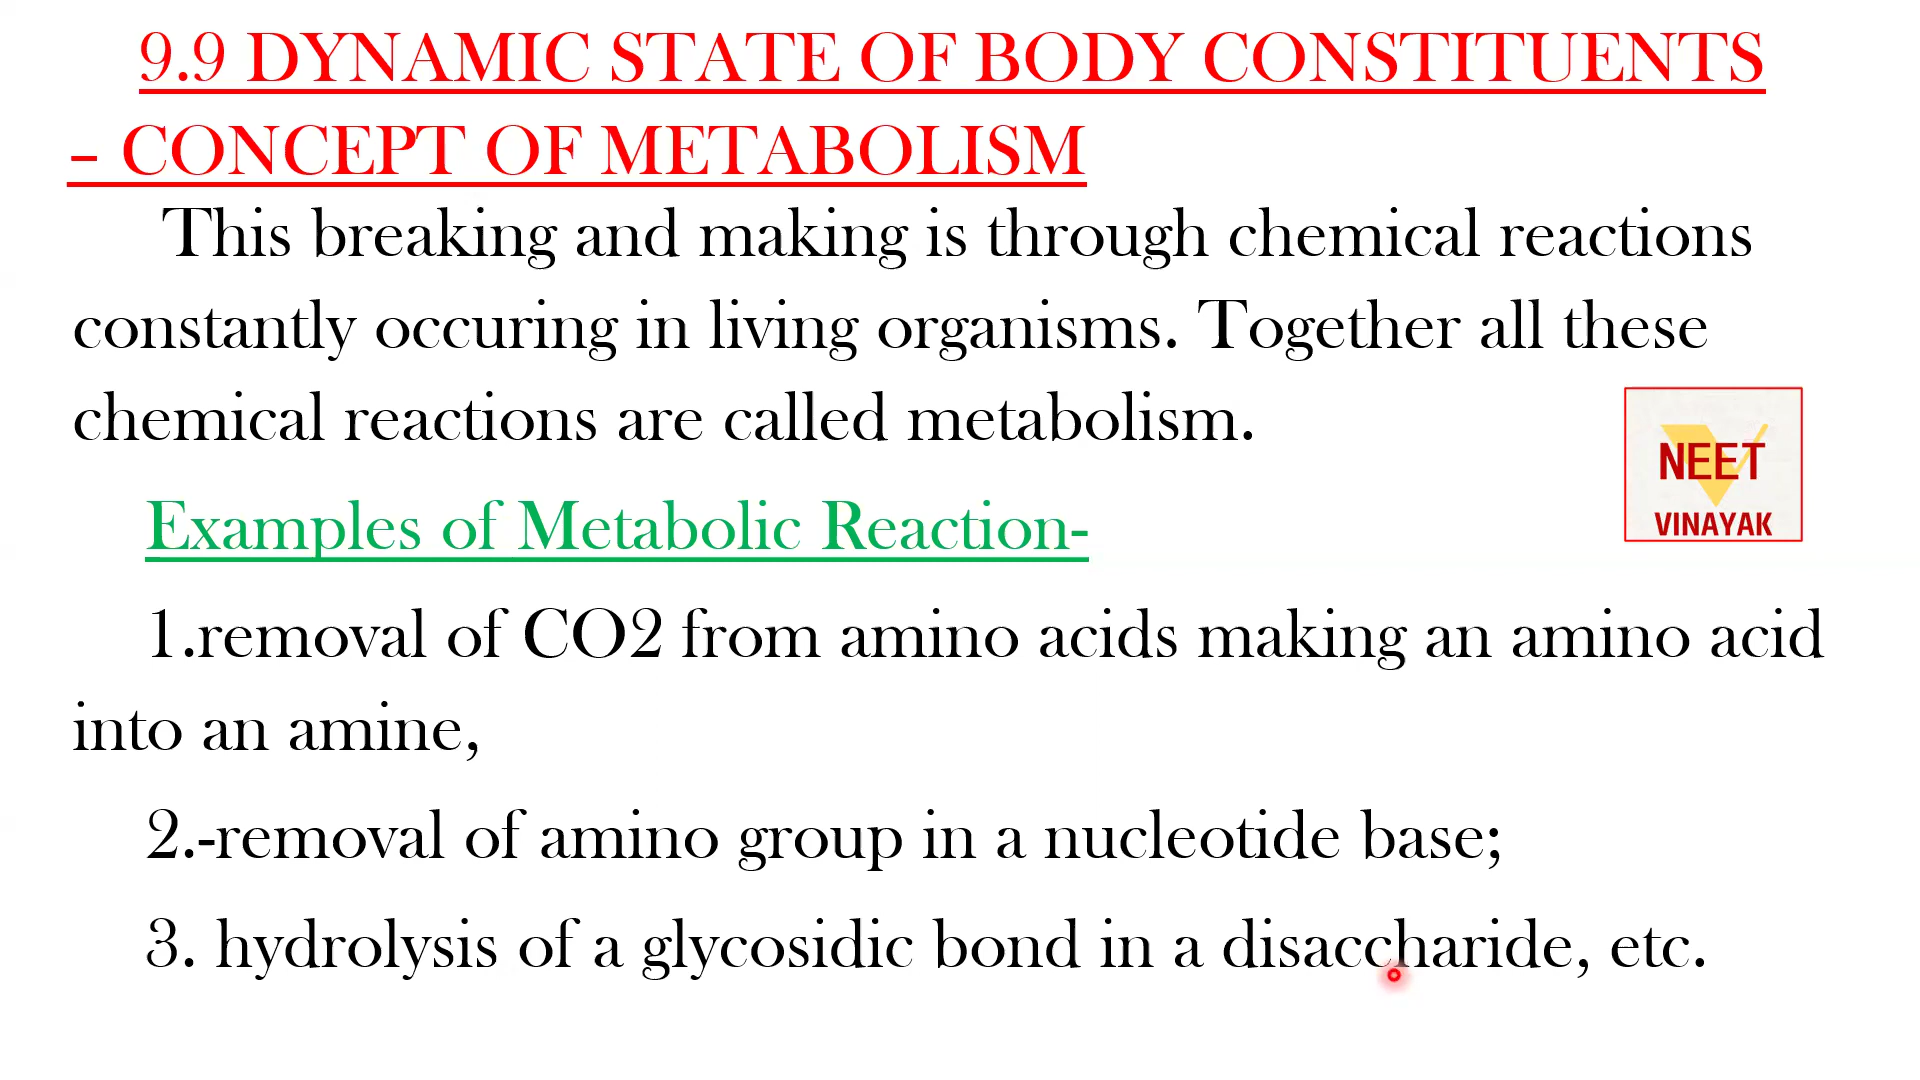 9.9 DYNAMIC STATE OF BODY CONSTITUENTS
– CONCEPT OF METABOLISM
This breaking and making is through chemical reactions
constantly occuring in living organisms. Together all these
chemical reactions are called metabolism.
NEET
VINAYAK
Examples of Metabolic Reaction-
1.removal of CO2 from amino acids making an amino acid
into an amine,
2.-removal of amino group in a nucleotide base;
3. hydrolysis of a glycosidic bond in a disaccharide, etc.